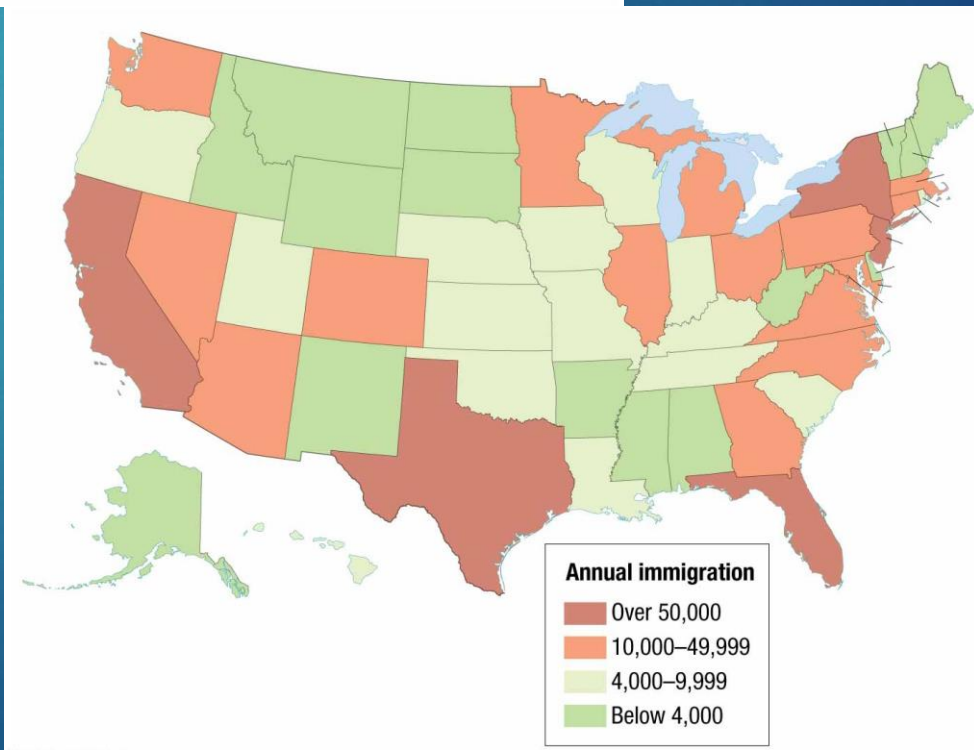 Annual immigration
Over 50,000
10,000–49,999
4,000–9,999
Below 4,000